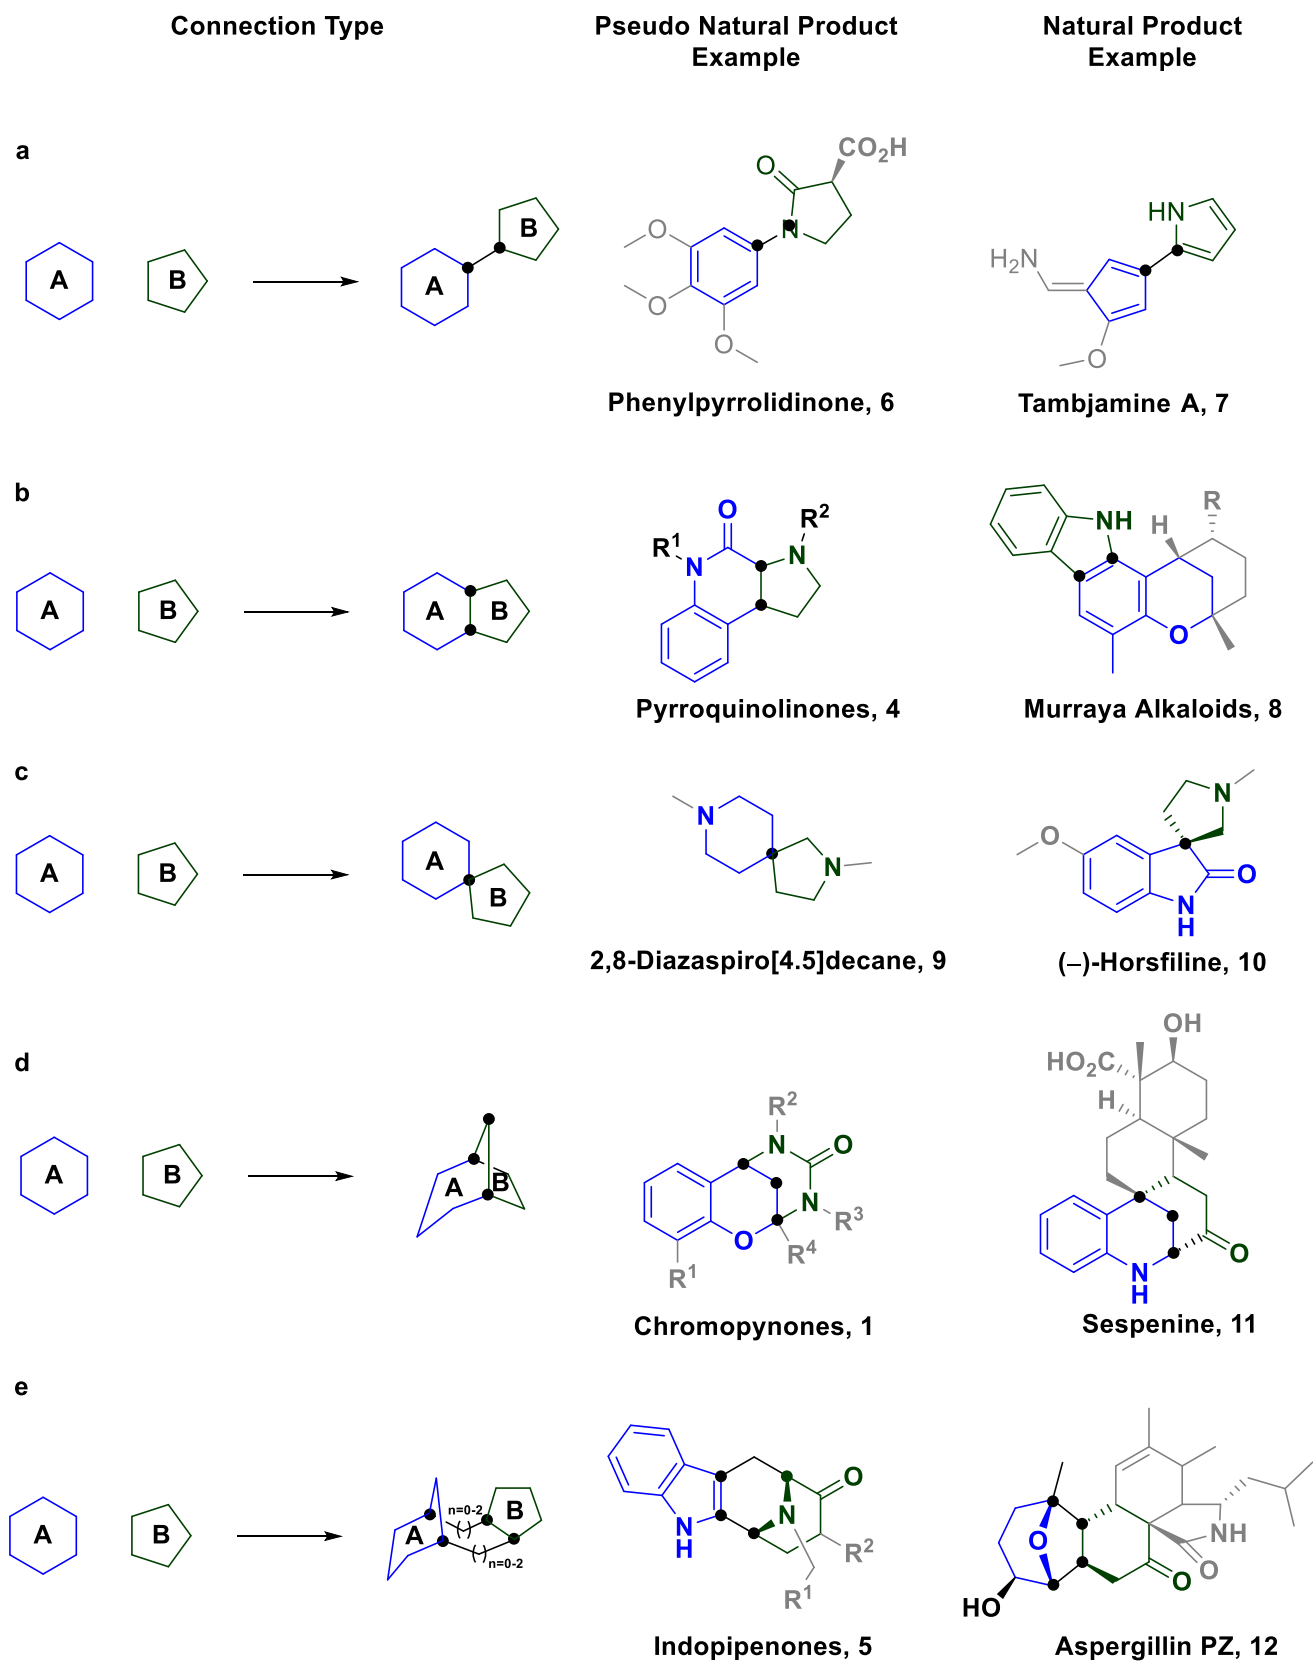 Connection Type
Pseudo Natural Product
Example
Natural Product
Example
a
A
B
A
B
O
CO2H
N
O
O
O
HN
H2N
O
Phenylpyrrolidinone, 6
Tambjamine A, 7
b
A
B
A
B
O
R1
N
R2
N
NH
H
R
O
Pyrroquinolinones, 4
Murraya Alkaloids, 8
c
A
B
A
B
N
N
N
O
O
N
H
2,8-Diazaspiro[4.5]decane, 9
(–)-Horsfiline, 10
d
A
B
A
B
R2
N
O
N
R3
O
R4
R1
OH
HO2C
H
O
N
H
Chromopynones, 1
Sespenine, 11
e
A
B
A
n=0-2
B
n=0-2
O
N
N
H
R2
R1
O
NH
O
O
HO
Indopipenones, 5
Aspergillin PZ, 12